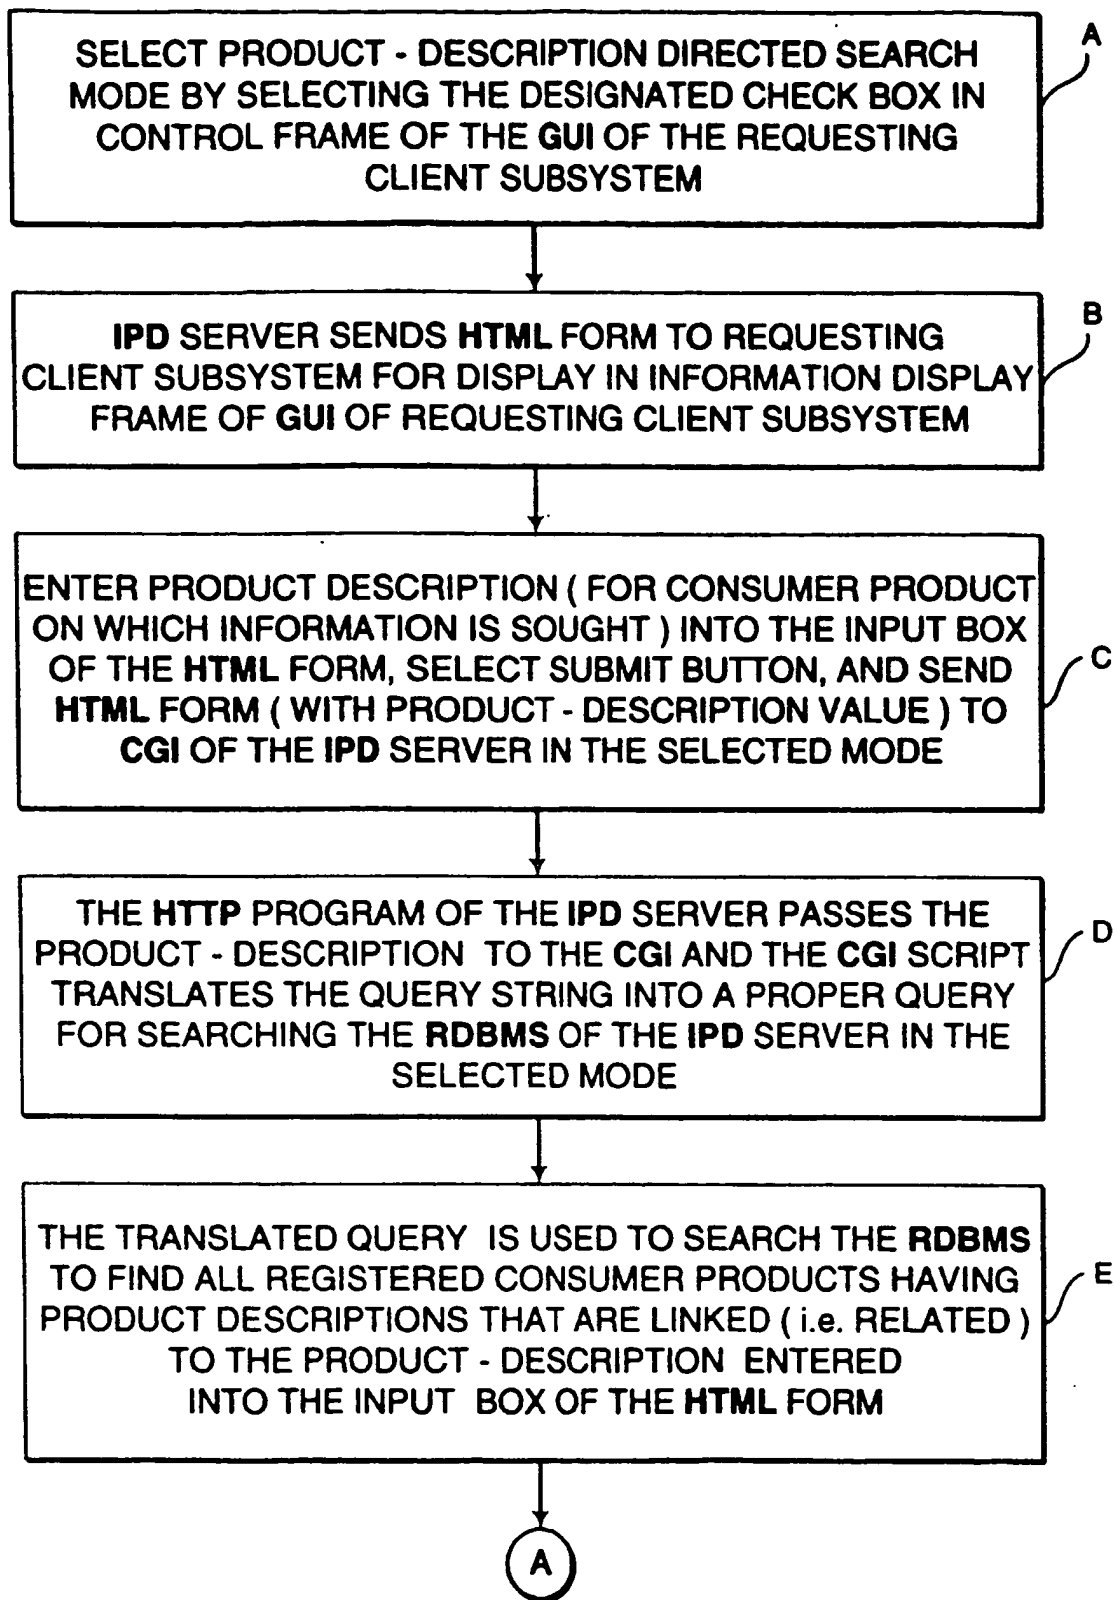 SELECT PRODUCT - DESCRIPTION DIRECTED SEARCH
MODE BY SELECTING THE DESIGNATED CHECK BOX IN
CONTROL FRAME OF THE GUI OF THE REQUESTING
CLIENT SUBSYSTEM
A
IPD SERVER SENDS HTML FORM TO REQUESTING
CLIENT SUBSYSTEM FOR DISPLAY IN INFORMATION DISPLAY
FRAME OF GUI OF REQUESTING CLIENT SUBSYSTEM
B
ENTER PRODUCT DESCRIPTION ( FOR CONSUMER PRODUCT
ON WHICH INFORMATION IS SOUGHT ) INTO THE INPUT BOX
OF THE HTML FORM, SELECT SUBMIT BUTTON, AND SEND
HTML FORM ( WITH PRODUCT - DESCRIPTION VALUE ) TO
CGI OF THE IPD SERVER IN THE SELECTED MODE
C
THE HTTP PROGRAM OF THE IPD SERVER PASSES THE
PRODUCT - DESCRIPTION TO THE CGI AND THE CGI SCRIPT
TRANSLATES THE QUERY STRING INTO A PROPER QUERY
FOR SEARCHING THE RDBMS OF THE IPD SERVER IN THE
SELECTED MODE
D
THE TRANSLATED QUERY IS USED TO SEARCH THE RDBMS
TO FIND ALL REGISTERED CONSUMER PRODUCTS HAVING
PRODUCT DESCRIPTIONS THAT ARE LINKED ( i.e. RELATED )
TO THE PRODUCT - DESCRIPTION ENTERED
INTO THE INPUT BOX OF THE HTML FORM
E
A